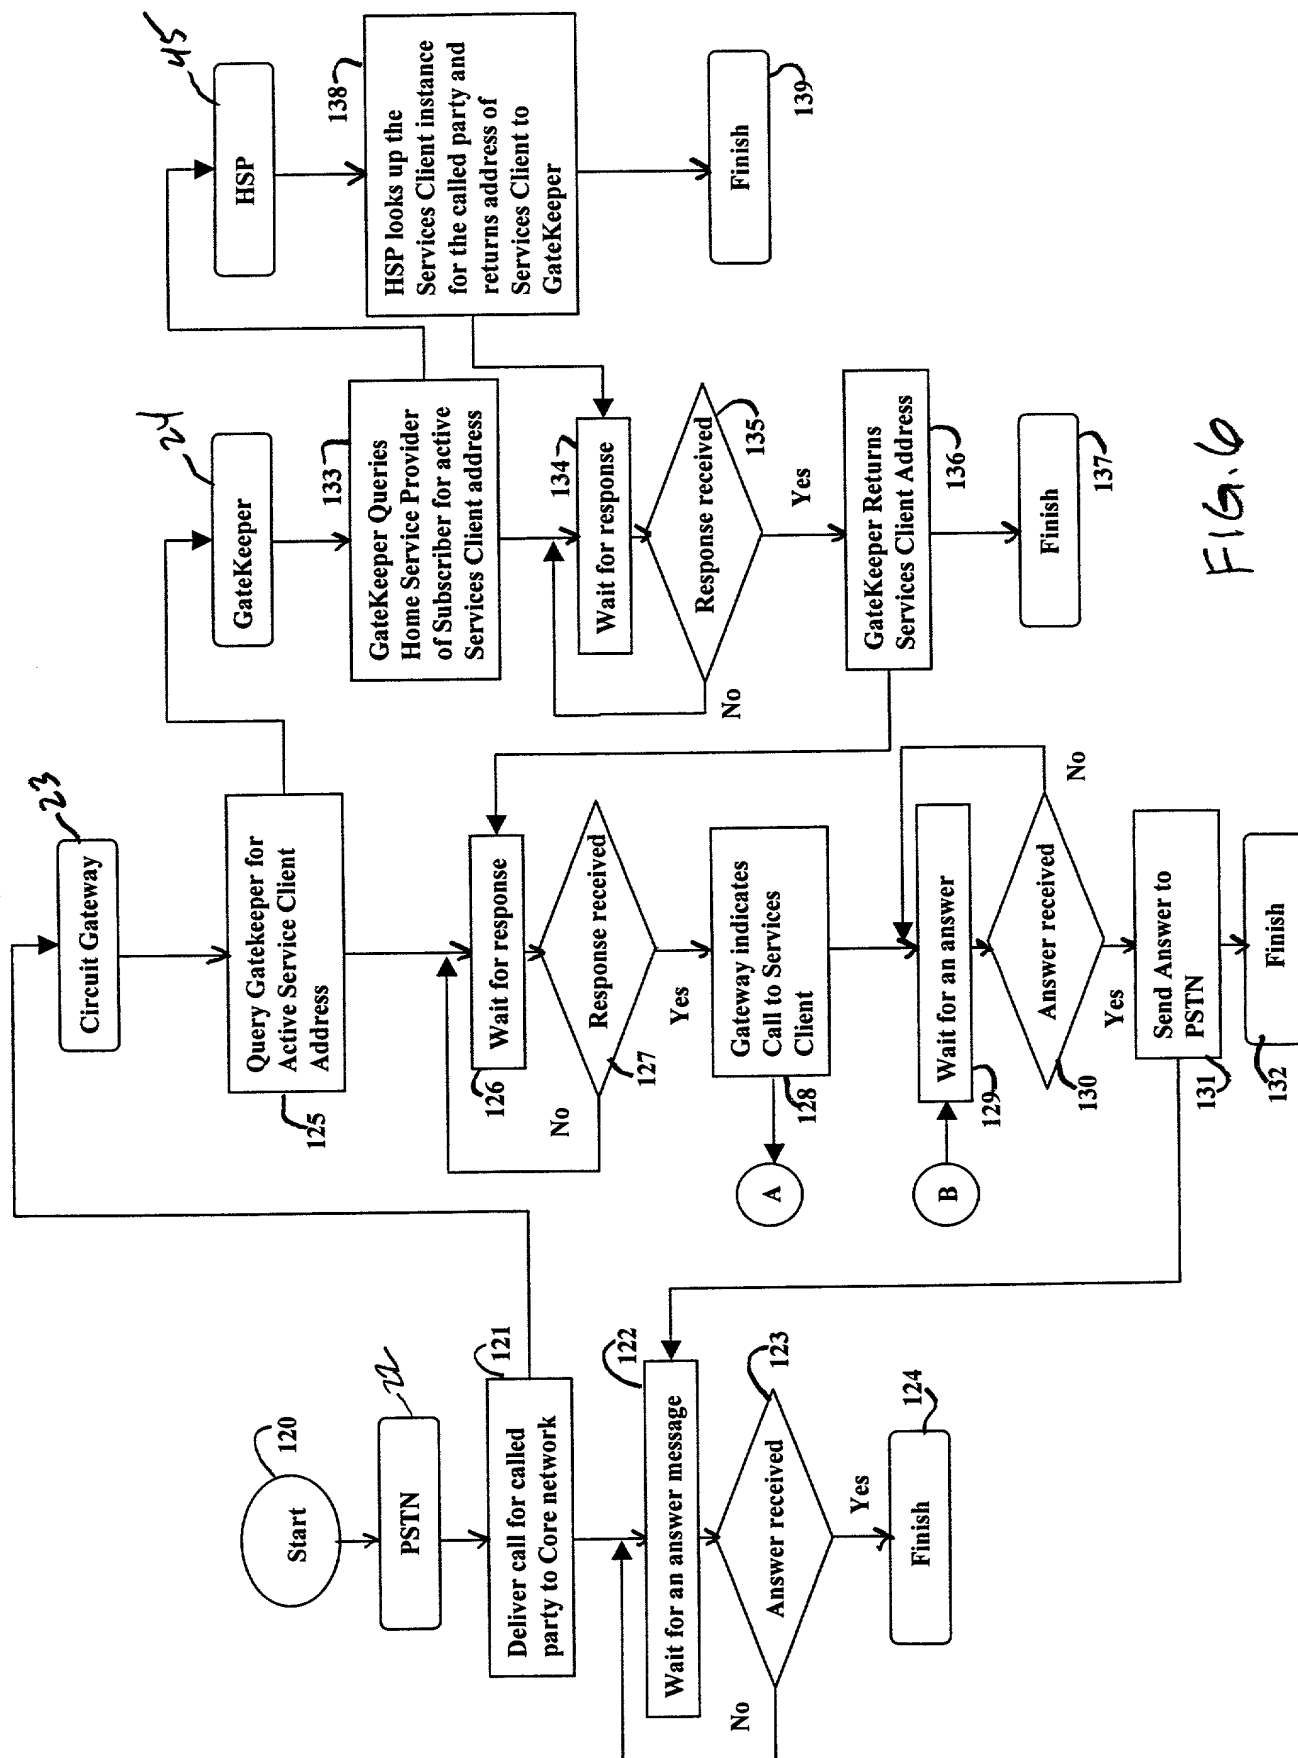 Start
120
PSTN
22
Deliver call for called
party to Core network
121
Wait for an answer message
122
Answer received
123
No
Yes
Finish
124
Circuit Gateway
23
Query Gatekeeper for
Active Service Client
Address
125
Wait for response
126
Response received
127
No
Yes
Gateway indicates
Call to Services
Client
128
A
Wait for an answer
129
B
Answer received
130
No
Yes
Send Answer to
PSTN
131
Finish
132
GateKeeper
24
GateKeeper Queries
Home Service Provider
of Subscriber for active
Services Client address
133
Wait for response
134
Response received
135
No
Yes
GateKeeper Returns
Services Client Address
136
Finish
137
HSP
45
HSP looks up the
Services Client instance
for the called party and
returns address of
Services Client to
GateKeeper
138
Finish
139
FIG. 6